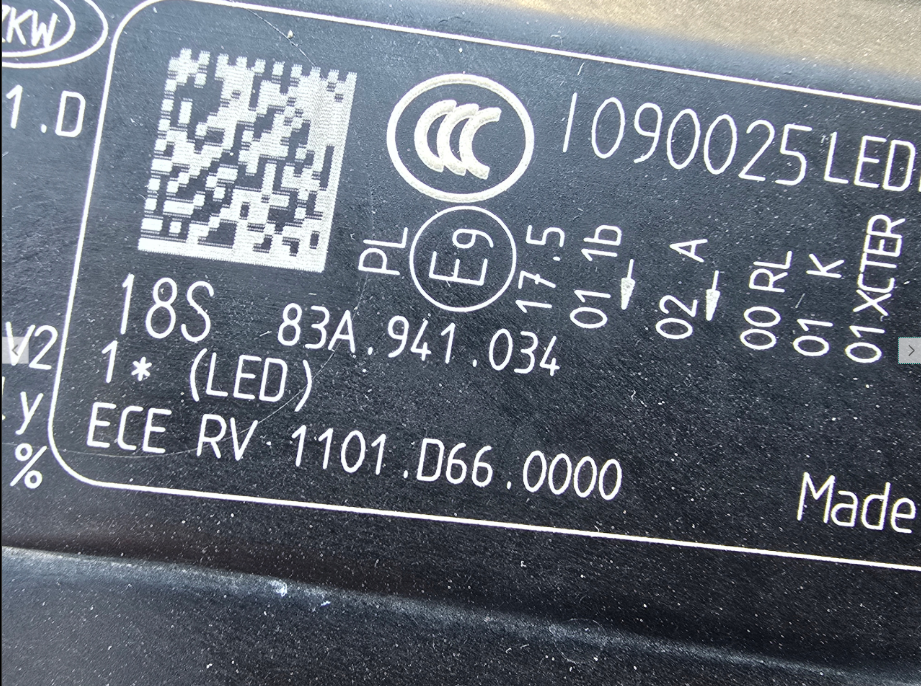 KW
1.D
1090025 LED
PL
E9
17.5
01 1b
02 A
00 RL
01 K
01 XCTER
18S 83A.941.034
V2
1* (LED)
y
ECE RV 1101.D66.0000
%
Made